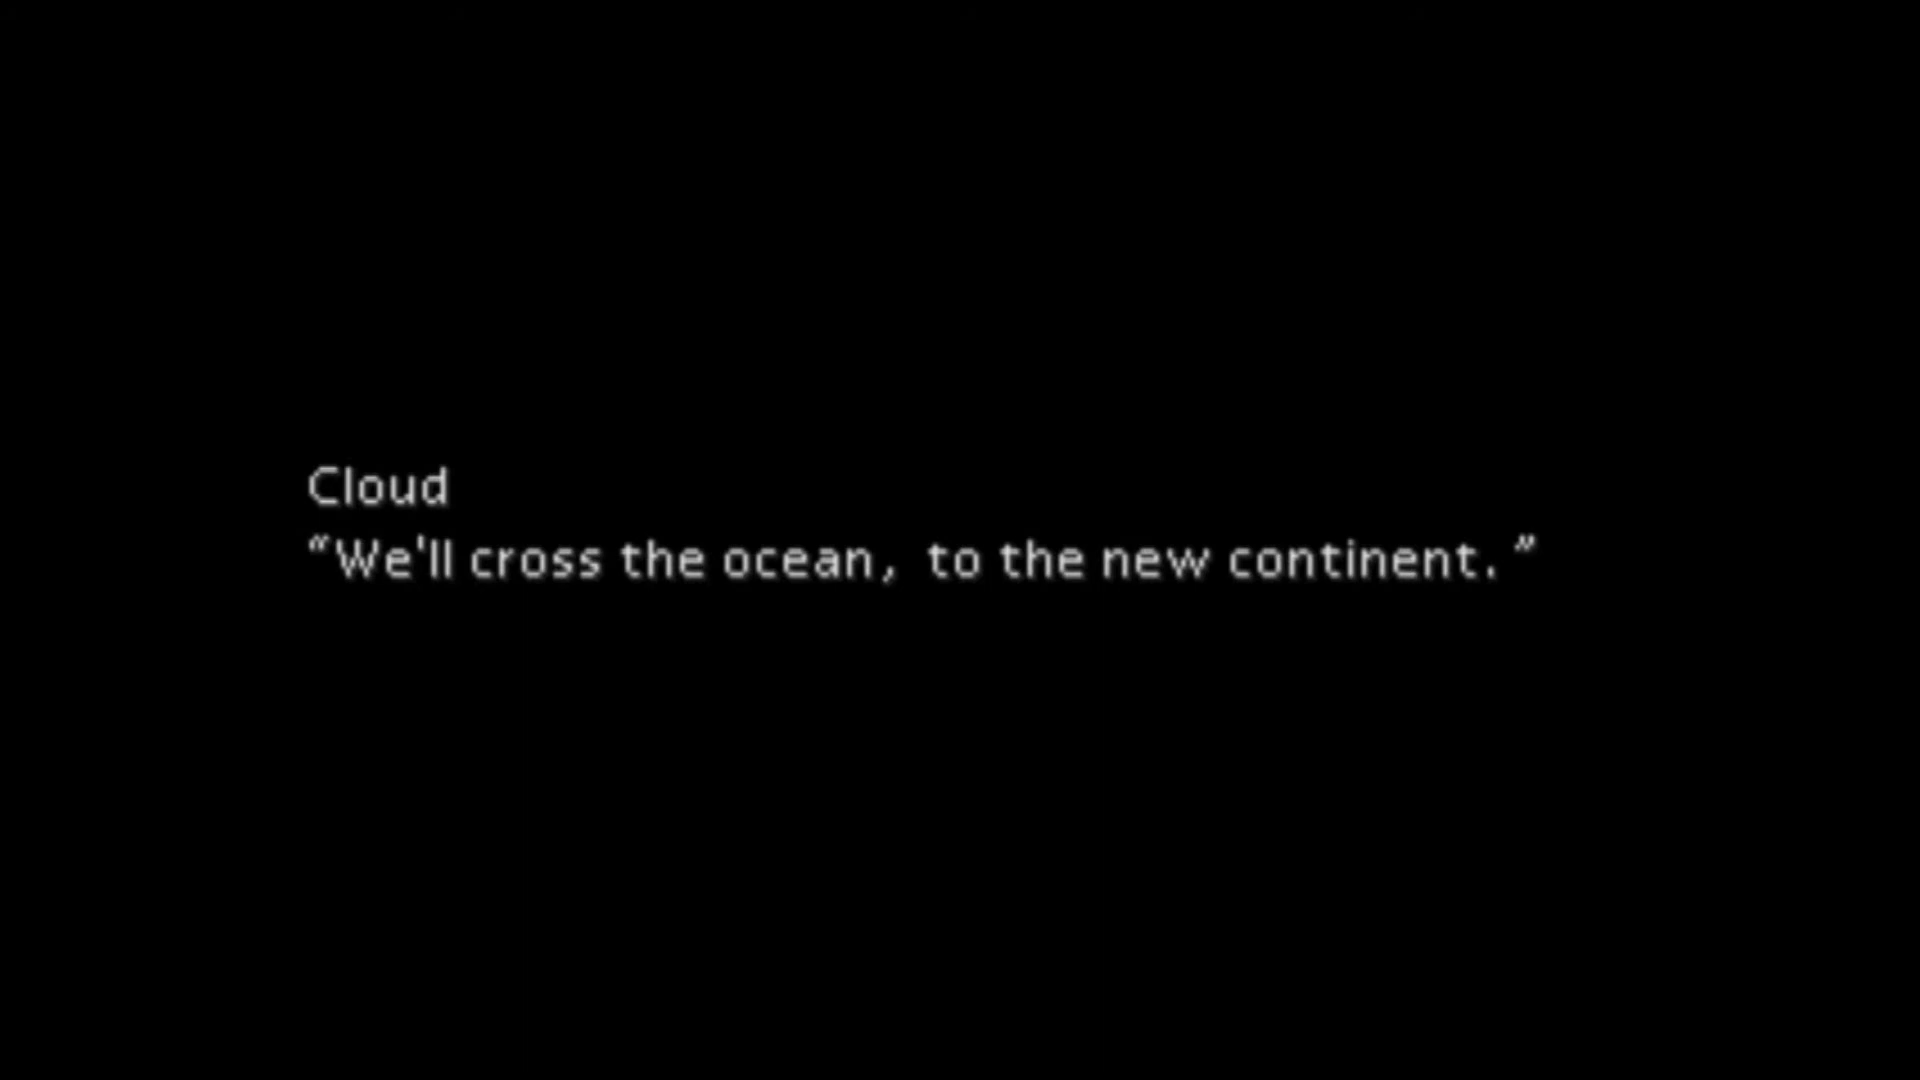 Cloud
“We'll cross the ocean, to the new continent.”